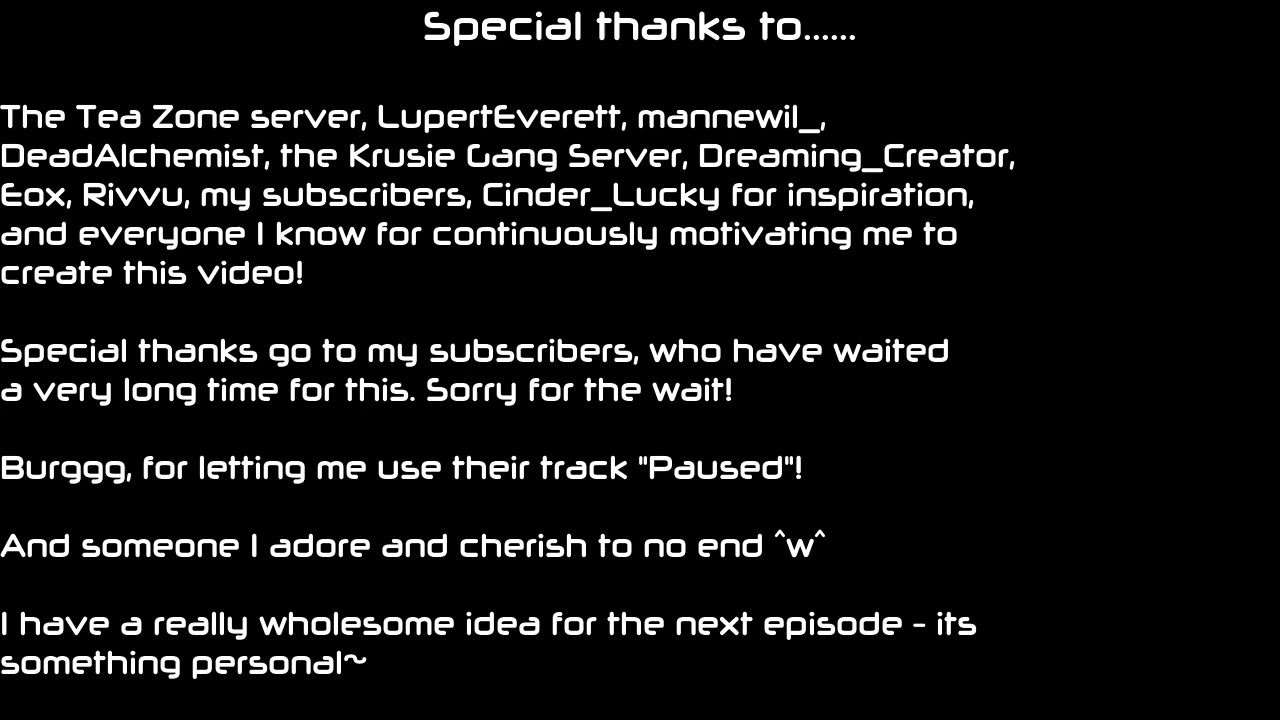 Special thanks to......
The Tea Zone server, LupertEverett, mannewil_,
DeadAlchemist, the Krusie Gang Server, Dreaming_Creator,
Eox, Rivvu, my subscribers, Cinder_Lucky for inspiration,
and everyone I know for continuously motivating me to
create this video!
Special thanks go to my subscribers, who have waited
a very long time for this. Sorry for the wait!
Burggg, for letting me use their track "Paused"!
And someone I adore and cherish to no end ^w^
I have a really wholesome idea for the next episode - its
something personal~